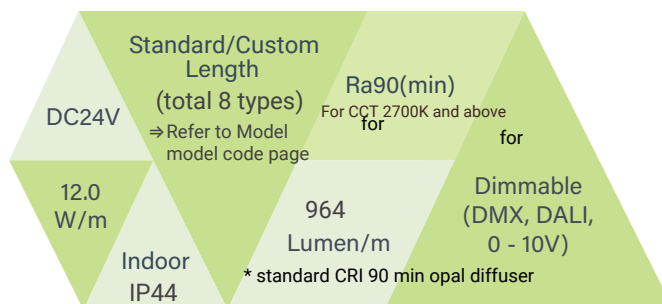 Standard/Custom
Length
(total 8 types)
⇒Refer to Model
model code page
DC24V
Ra90(min)
For CCT 2700K and above
for
for
12.0
W/m
Indoor
IP44
964
Lumen/m
* standard CRI 90 min opal diffuser
Dimmable
(DMX, DALI,
0 - 10V)